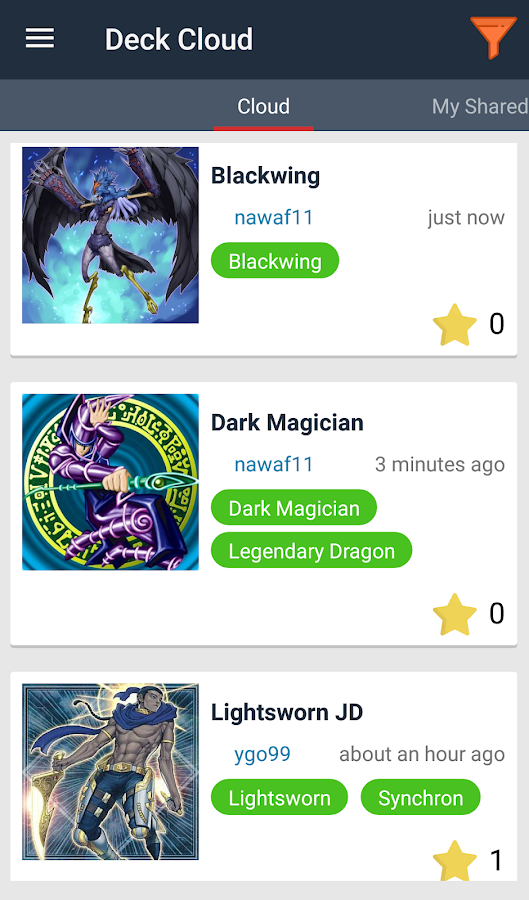 Deck Cloud
Cloud
My Shared
Blackwing
nawaf11
just now
Blackwing
0
Dark Magician
nawaf11
3 minutes ago
Dark Magician
Legendary Dragon
0
Lightsworn JD
ygo99
about an hour ago
Lightsworn
Synchron
1